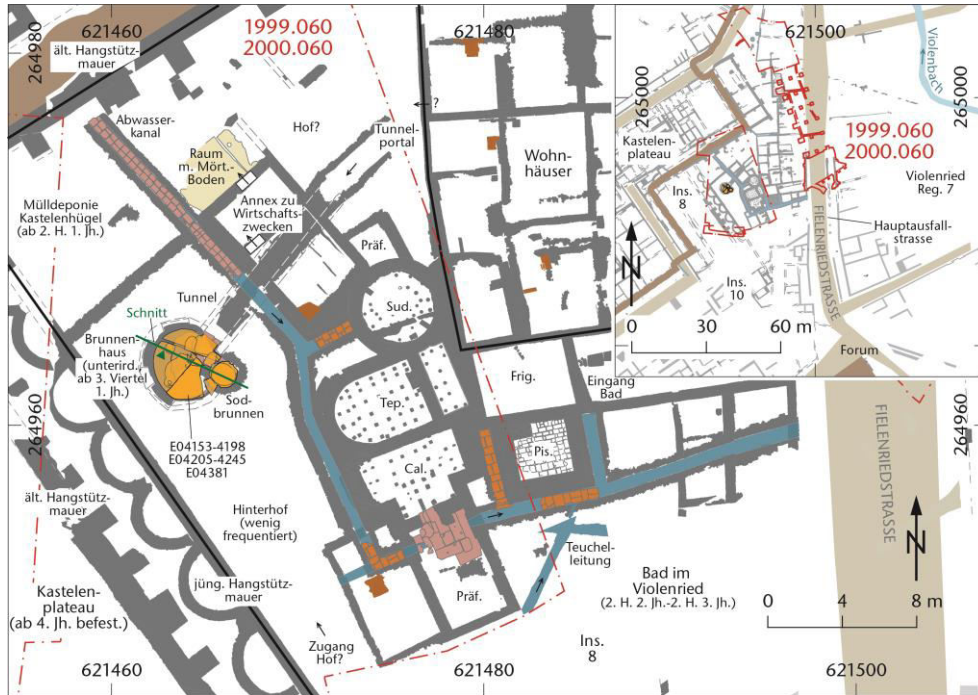 264980
621460
1999.060
2000.060
621480
ält. Hangstütz-
mauer
Abwasser-
kanal
Hof?
?
Tunnel-
portal
Raum
m. Mört.-
Boden
Wohn-
häuser
Mülldeponie
Kastelenhügel
(ab 2. H. 1. Jh.)
Annex zu
Wirtschafts-
zwecken
Präf.
Tunnel
Sud.
Schnitt
Brunnen-
haus
(unterird.,
ab 3. Viertel
1. Jh.)
Sod-
brunnen
Frig.
Eingang
Bad
264960
Tep.
Pis.
E04153-4198
E04205-4245
E04381
Cal.
ält. Hangstütz-
mauer
Hinterhof
(wenig
frequentiert)
Teuchel-
leitung
jüng. Hangstütz-
mauer
Kastelen-
plateau
(ab 4. Jh. befest.)
Präf.
Bad im
Violenried
(2. H. 2. Jh.-2. H. 3. Jh.)
Zugang
Hof?
Ins.
8
621460
621480
621500
0 4 8 m
N
FIELENRIEDSTRASSE
264960
621500
265000
265000
Violenbach
1999.060
2000.060
Kastelen-
plateau
Violenried
Reg. 7
Ins.
8
Hauptausfall-
strasse
FIELENRIEDSTRASSE
N
Ins.
10
0 30 60 m
Forum